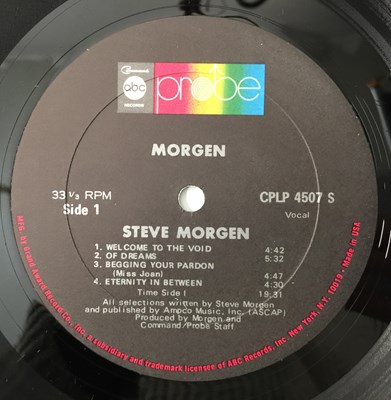 Command
abc
RECORDS
probe
MORGEN
33 1/3 RPM
Side 1
CPLP 4507 S
Vocal
STEVE MORGEN
1. WELCOME TO THE VOID 4:42
2. OF DREAMS 5:32
3. BEGGING YOUR PARDON
(Miss Joan) 4:47
4. ETERNITY IN BETWEEN 4:30
Time Side I 19:31
All selections written by Steve Morgen
and published by Ampco Music, Inc. (ASCAP)
Produced by Morgen and
Command/Probe Staff
MFG. by Grand Award Record Co., Inc., a subsidiary and trademark licensee of ABC Records, Inc. New York, N.Y. 10019 • Made in USA